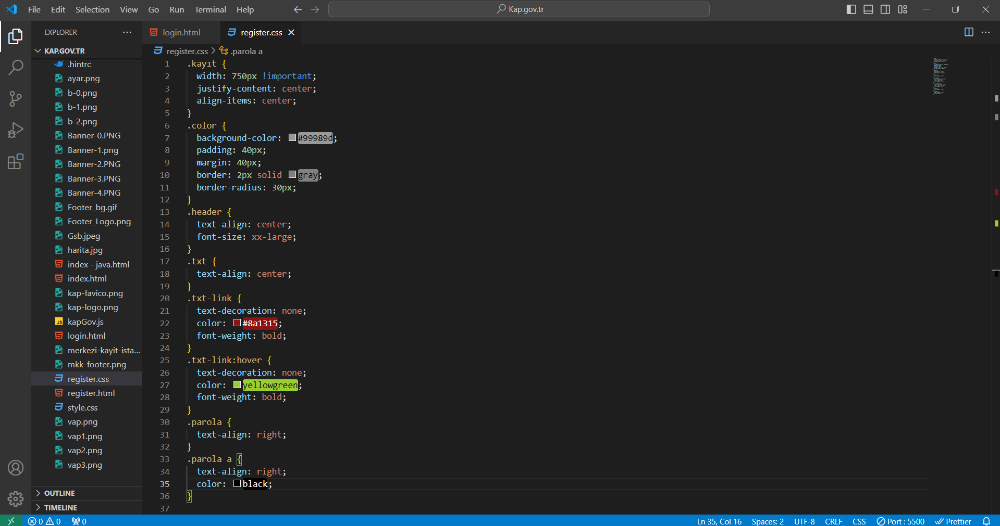 File Edit Selection View Go Run Terminal Help
Kap.gov.tr
EXPLORER
KAP.GOV.TR
.hintrc
ayar.png
b-0.png
b-1.png
b-2.png
Banner-0.PNG
Banner-1.png
Banner-2.PNG
Banner-3.PNG
Banner-4.PNG
Footer_bg.gif
Footer_Logo.png
Gsb.jpeg
harita.jpg
index - java.html
index.html
kap-favico.png
kap-logo.png
JS kapGov.js
login.html
merkezi-kayit-ista...
mkk-footer.png
register.css
register.html
style.css
vap.png
vap1.png
vap2.png
vap3.png
OUTLINE
TIMELINE
login.html register.css
register.css > .parola a
1 .kayıt {
2 width: 750px !important;
3 justify-content: center;
4 align-items: center;
5 }
6 .color {
7 background-color: #99989d;
8 padding: 40px;
9 margin: 40px;
10 border: 2px solid gray;
11 border-radius: 30px;
12 }
13 .header {
14 text-align: center;
15 font-size: xx-large;
16 }
17 .txt {
18 text-align: center;
19 }
20 .txt-link {
21 text-decoration: none;
22 color: #8a1315;
23 font-weight: bold;
24 }
25 .txt-link:hover {
26 text-decoration: none;
27 color: yellowgreen;
28 font-weight: bold;
29 }
30 .parola {
31 text-align: right;
32 }
33 .parola a {
34 text-align: right;
35 color: black;
36 }
37
0 0 0 Ln 35, Col 16 Spaces: 2 UTF-8 CRLF CSS Port : 5500 Prettier